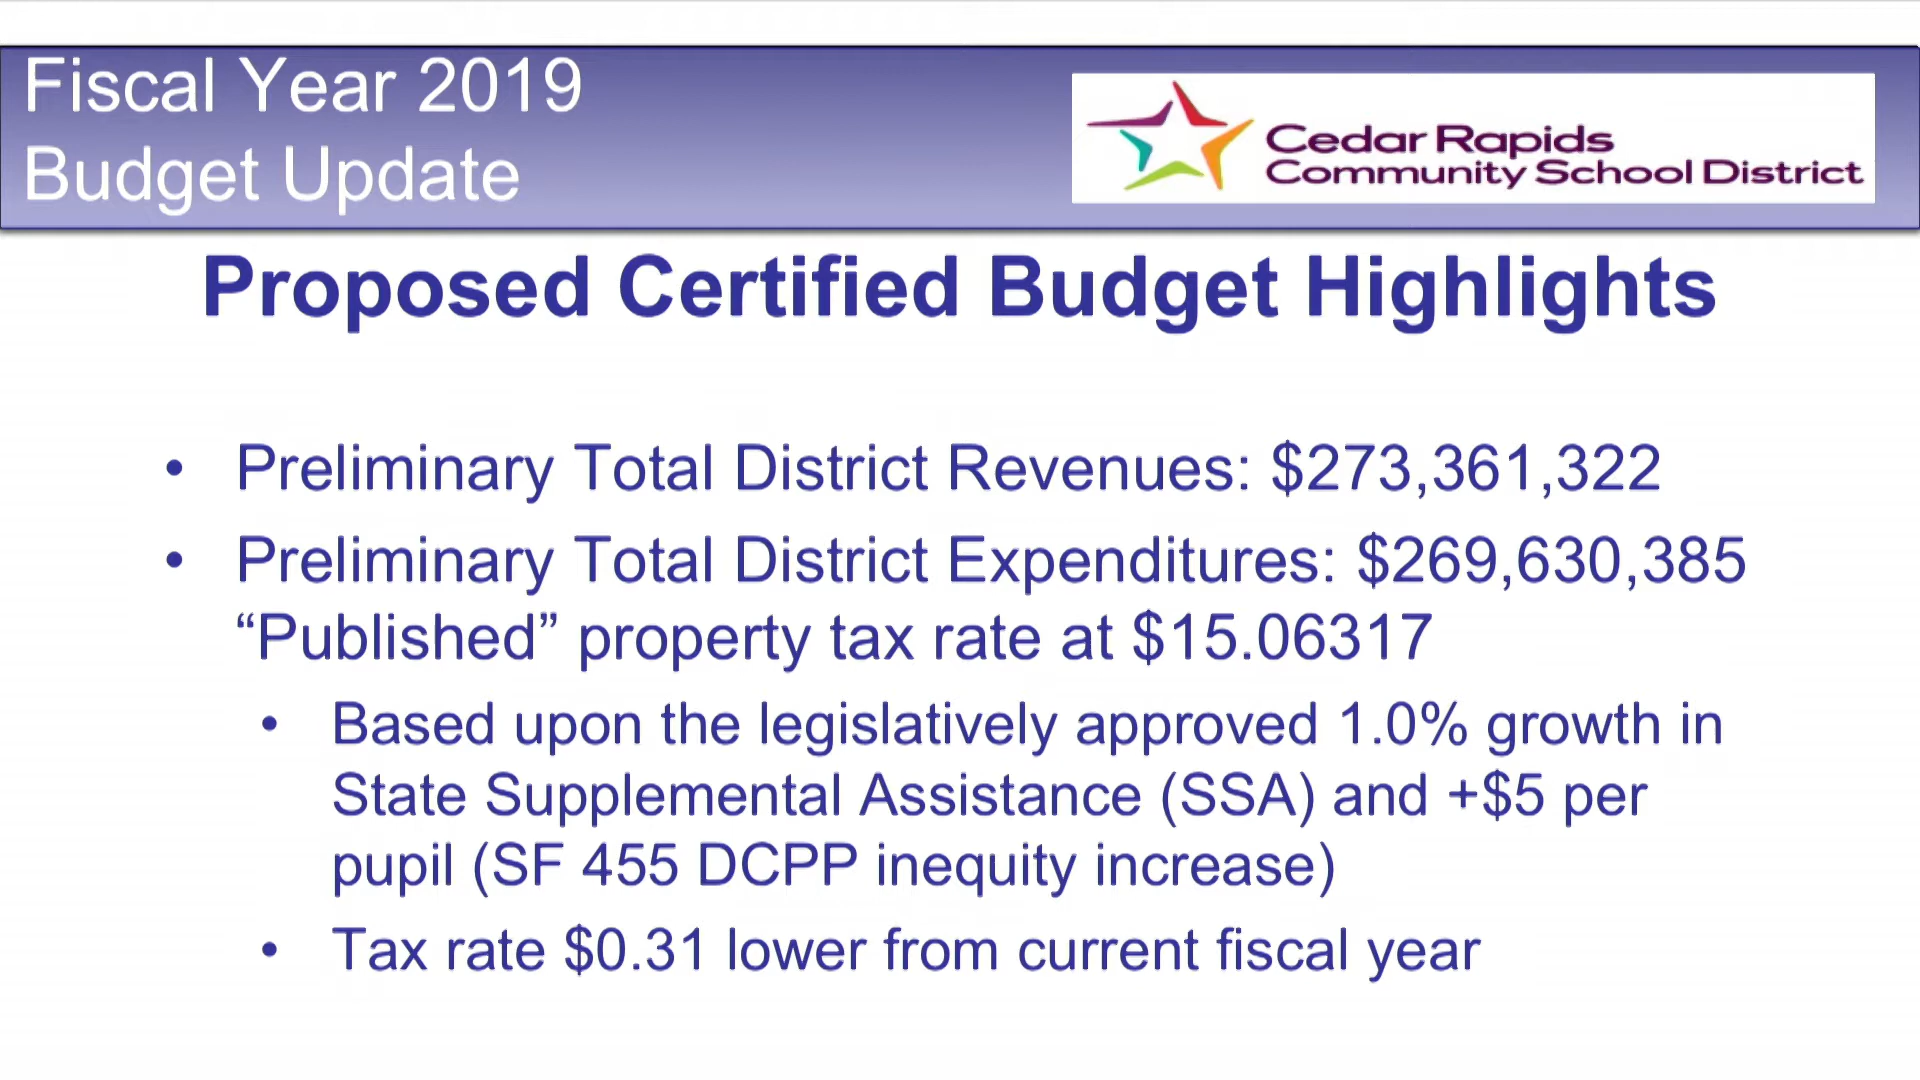 Fiscal Year 2019
Budget Update
Cedar Rapids
Community School District
Proposed Certified Budget Highlights
• Preliminary Total District Revenues: $273,361,322
• Preliminary Total District Expenditures: $269,630,385
“Published” property tax rate at $15.06317
• Based upon the legislatively approved 1.0% growth in
State Supplemental Assistance (SSA) and +$5 per
pupil (SF 455 DCPP inequity increase)
• Tax rate $0.31 lower from current fiscal year